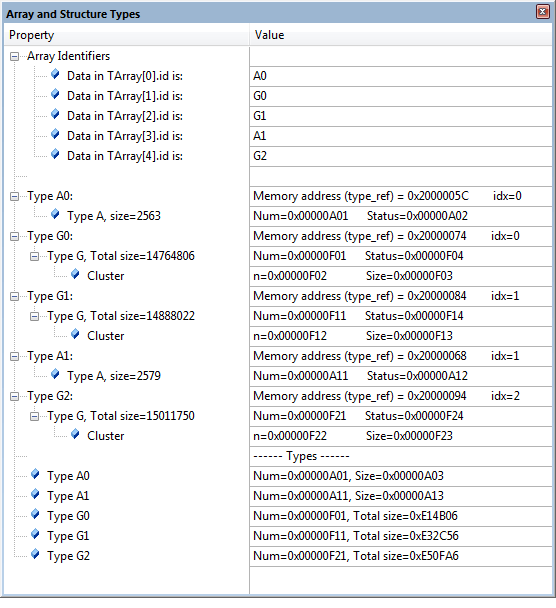 Array and Structure Types
Property Value
Array Identifiers
Data in TArray[0].id is: A0
Data in TArray[1].id is: G0
Data in TArray[2].id is: G1
Data in TArray[3].id is: A1
Data in TArray[4].id is: G2
Type A0: Memory address (type_ref) = 0x2000005C idx=0
Type A, size=2563 Num=0x00000A01 Status=0x00000A02
Type G0: Memory address (type_ref) = 0x20000074 idx=0
Type G, Total size=14764806 Num=0x00000F01 Status=0x00000F04
Cluster n=0x00000F02 Size=0x00000F03
Type G1: Memory address (type_ref) = 0x20000084 idx=1
Type G, Total size=14888022 Num=0x00000F11 Status=0x00000F14
Cluster n=0x00000F12 Size=0x00000F13
Type A1: Memory address (type_ref) = 0x20000068 idx=1
Type A, size=2579 Num=0x00000A11 Status=0x00000A12
Type G2: Memory address (type_ref) = 0x20000094 idx=2
Type G, Total size=15011750 Num=0x00000F21 Status=0x00000F24
Cluster n=0x00000F22 Size=0x00000F23
------ Types ------
Type A0 Num=0x00000A01, Size=0x00000A03
Type A1 Num=0x00000A11, Size=0x00000A13
Type G0 Num=0x00000F01, Total size=0xE14B06
Type G1 Num=0x00000F11, Total size=0xE32C56
Type G2 Num=0x00000F21, Total size=0xE50FA6